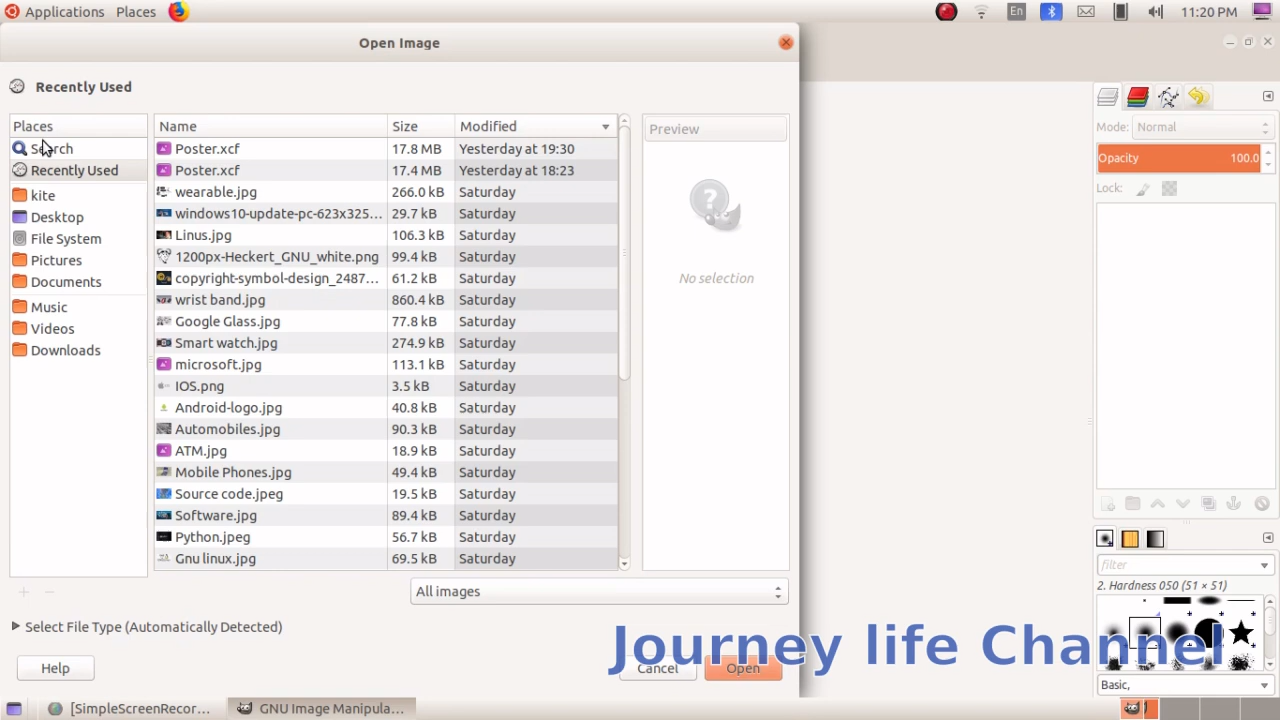 Applications Places En 11:20 PM
Open Image
Recently Used
Places
Search
Recently Used
kite
Desktop
File System
Pictures
Documents
Music
Videos
Downloads
Name Size Modified
Poster.xcf 17.8 MB Yesterday at 19:30
Poster.xcf 17.4 MB Yesterday at 18:23
wearable.jpg 266.0 kB Saturday
windows10-update-pc-623x325... 29.7 kB Saturday
Linus.jpg 106.3 kB Saturday
1200px-Heckert_GNU_white.png 99.4 kB Saturday
copyright-symbol-design_2487... 61.2 kB Saturday
wrist band.jpg 860.4 kB Saturday
Google Glass.jpg 77.8 kB Saturday
Smart watch.jpg 274.9 kB Saturday
microsoft.jpg 113.1 kB Saturday
IOS.png 3.5 kB Saturday
Android-logo.jpg 40.8 kB Saturday
Automobiles.jpg 90.3 kB Saturday
ATM.jpg 18.9 kB Saturday
Mobile Phones.jpg 49.4 kB Saturday
Source code.jpeg 19.5 kB Saturday
Software.jpg 89.4 kB Saturday
Python.jpeg 56.7 kB Saturday
Gnu linux.jpg 69.5 kB Saturday
Preview
No selection
All images
Select File Type (Automatically Detected)
Help
Cancel
Open
Mode: Normal
Opacity 100.0
Lock:
filter
2. Hardness 050 (51 × 51)
Basic,
Journey life Channel
[SimpleScreenRecor... GNU Image Manipula...